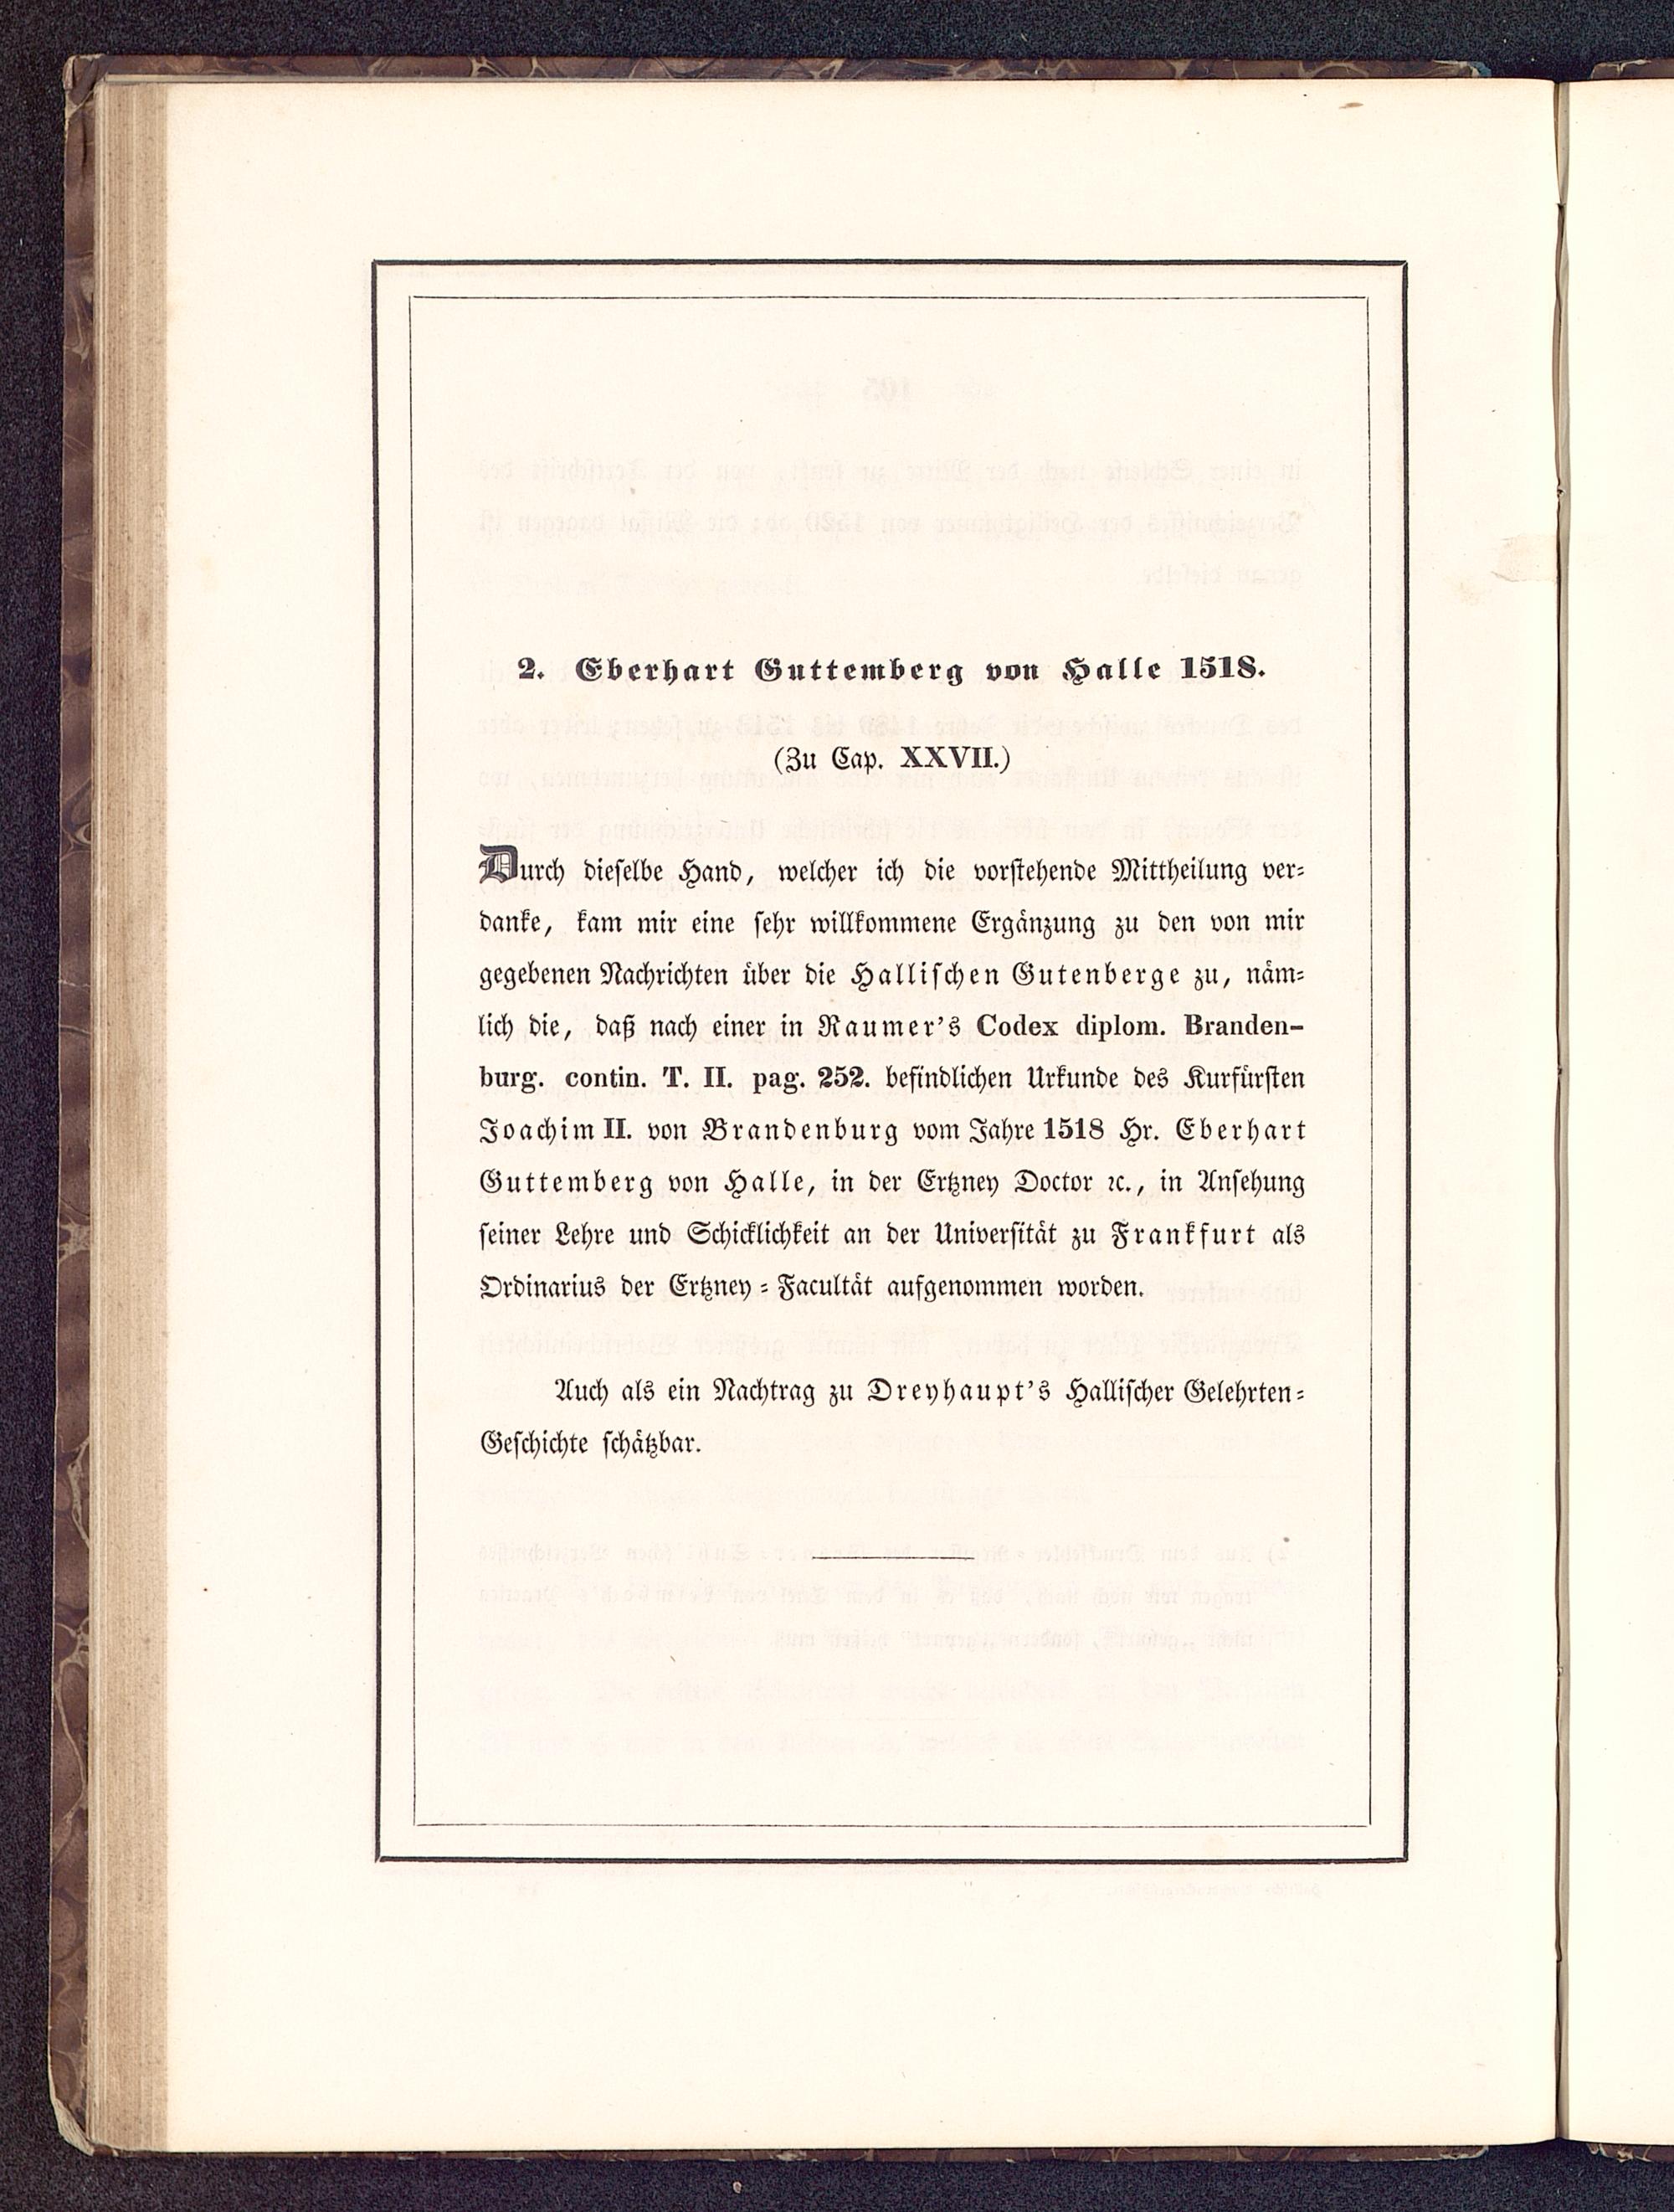 2. Eberhart Guttemberg von Halle 1518.
(Zu Cap. XXVII.)
Durch dieselbe Hand, welcher ich die vorstehende Mittheilung ver-
danke, kam mir eine sehr willkommene Ergänzung zu den von mir
gegebenen Nachrichten über die Hallischen Gutenberge zu, näm-
lich die, daß nach einer in Raumer's Codex diplom. Branden-
burg. contin. T. II. pag. 252. befindlichen Urkunde des Kurfürsten
Joachim II. von Brandenburg vom Jahre 1518 Hr. Eberhart
Guttemberg von Halle, in der Ertzney Doctor ꝛc., in Ansehung
seiner Lehre und Schicklichkeit an der Universität zu Frankfurt als
Ordinarius der Ertzney-Facultät aufgenommen worden.
Auch als ein Nachtrag zu Dreyhaupt's Hallischer Gelehrten-
Geschichte schätzbar.